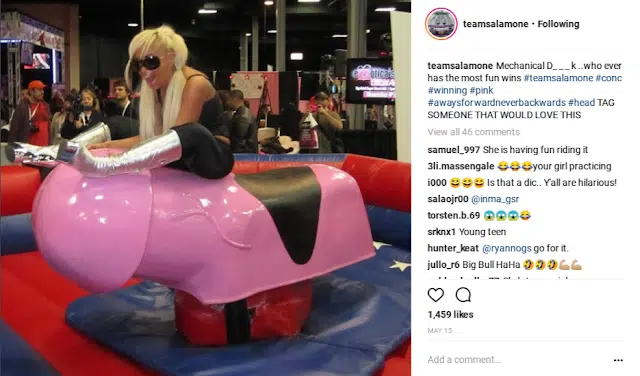 teamsalamone • Following
teamsalamone Mechanical D_ _ _ k ..who ever
has the most fun wins #teamsalamone #conc
#winning #pink
#awaysforwardneverbackwards #head TAG
SOMEONE THAT WOULD LOVE THIS
View all 46 comments
samuel_997 She is having fun riding it
3li.massengale 😂😂😂your girl practicing
i000 😄😄😄 Is that a dic.. Y'all are hilarious!
salaojr00 @inma_gsr
torsten.b.69 😱😱😱😂
srknx1 Young teen
hunter_keat @ryannogs go for it.
jullo_r6 Big Bull HaHa 🤣🤣🤣💪🏼💪🏼
1,459 likes
MAY 15
Add a comment...